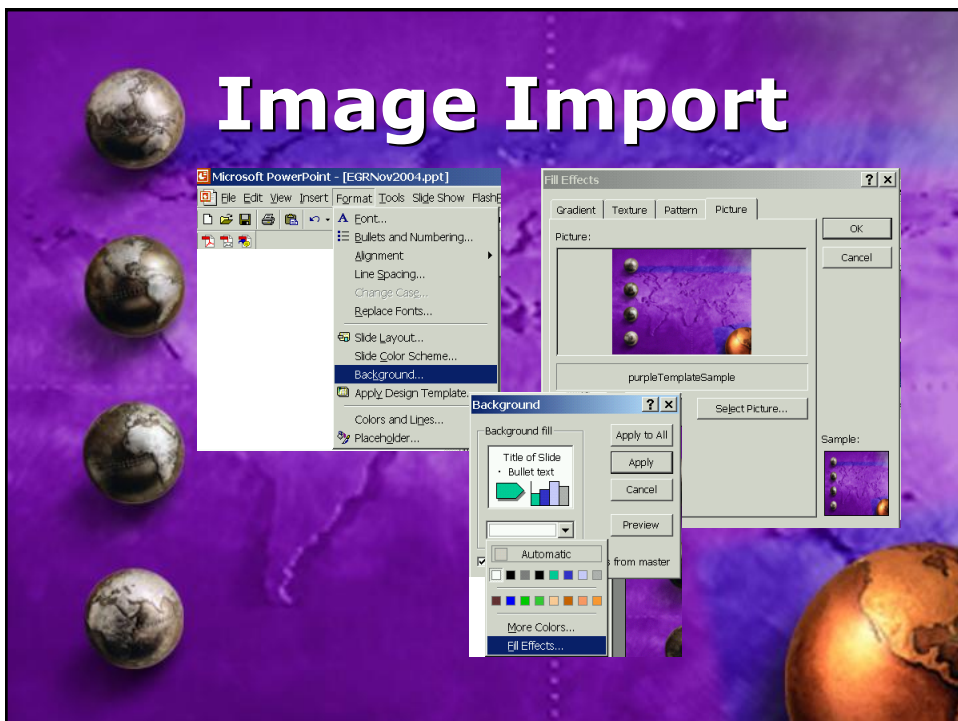 Image Import
Microsoft PowerPoint - [EGRNov2004.ppt]
File Edit View Insert Format Tools Slide Show
Font...
Bullets and Numbering...
Alignment
Line Spacing...
Change Case...
Replace Fonts...
Slide Layout...
Slide Color Scheme...
Background...
Apply Design Template...
Colors and Lines...
Placeholder...
Fill Effects
Gradient Texture Pattern Picture
Picture:
OK
Cancel
purpleTemplateSample
Select Picture...
Sample:
Background
Background fill
Title of Slide
• Bullet text
Apply to All
Apply
Cancel
Preview
Automatic
from master
More Colors...
Fill Effects...